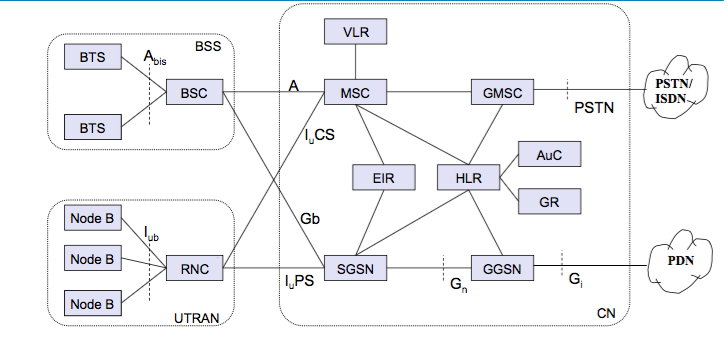 VLR
BSS
BTS
Abis
BSC
A
MSC
GMSC
PSTN/
ISDN
PSTN
BTS
IuCS
AuC
EIR
HLR
GR
Node B
Iub
Gb
Node B
RNC
SGSN
GGSN
PDN
IuPS
Gn
Gi
Node B
UTRAN
CN